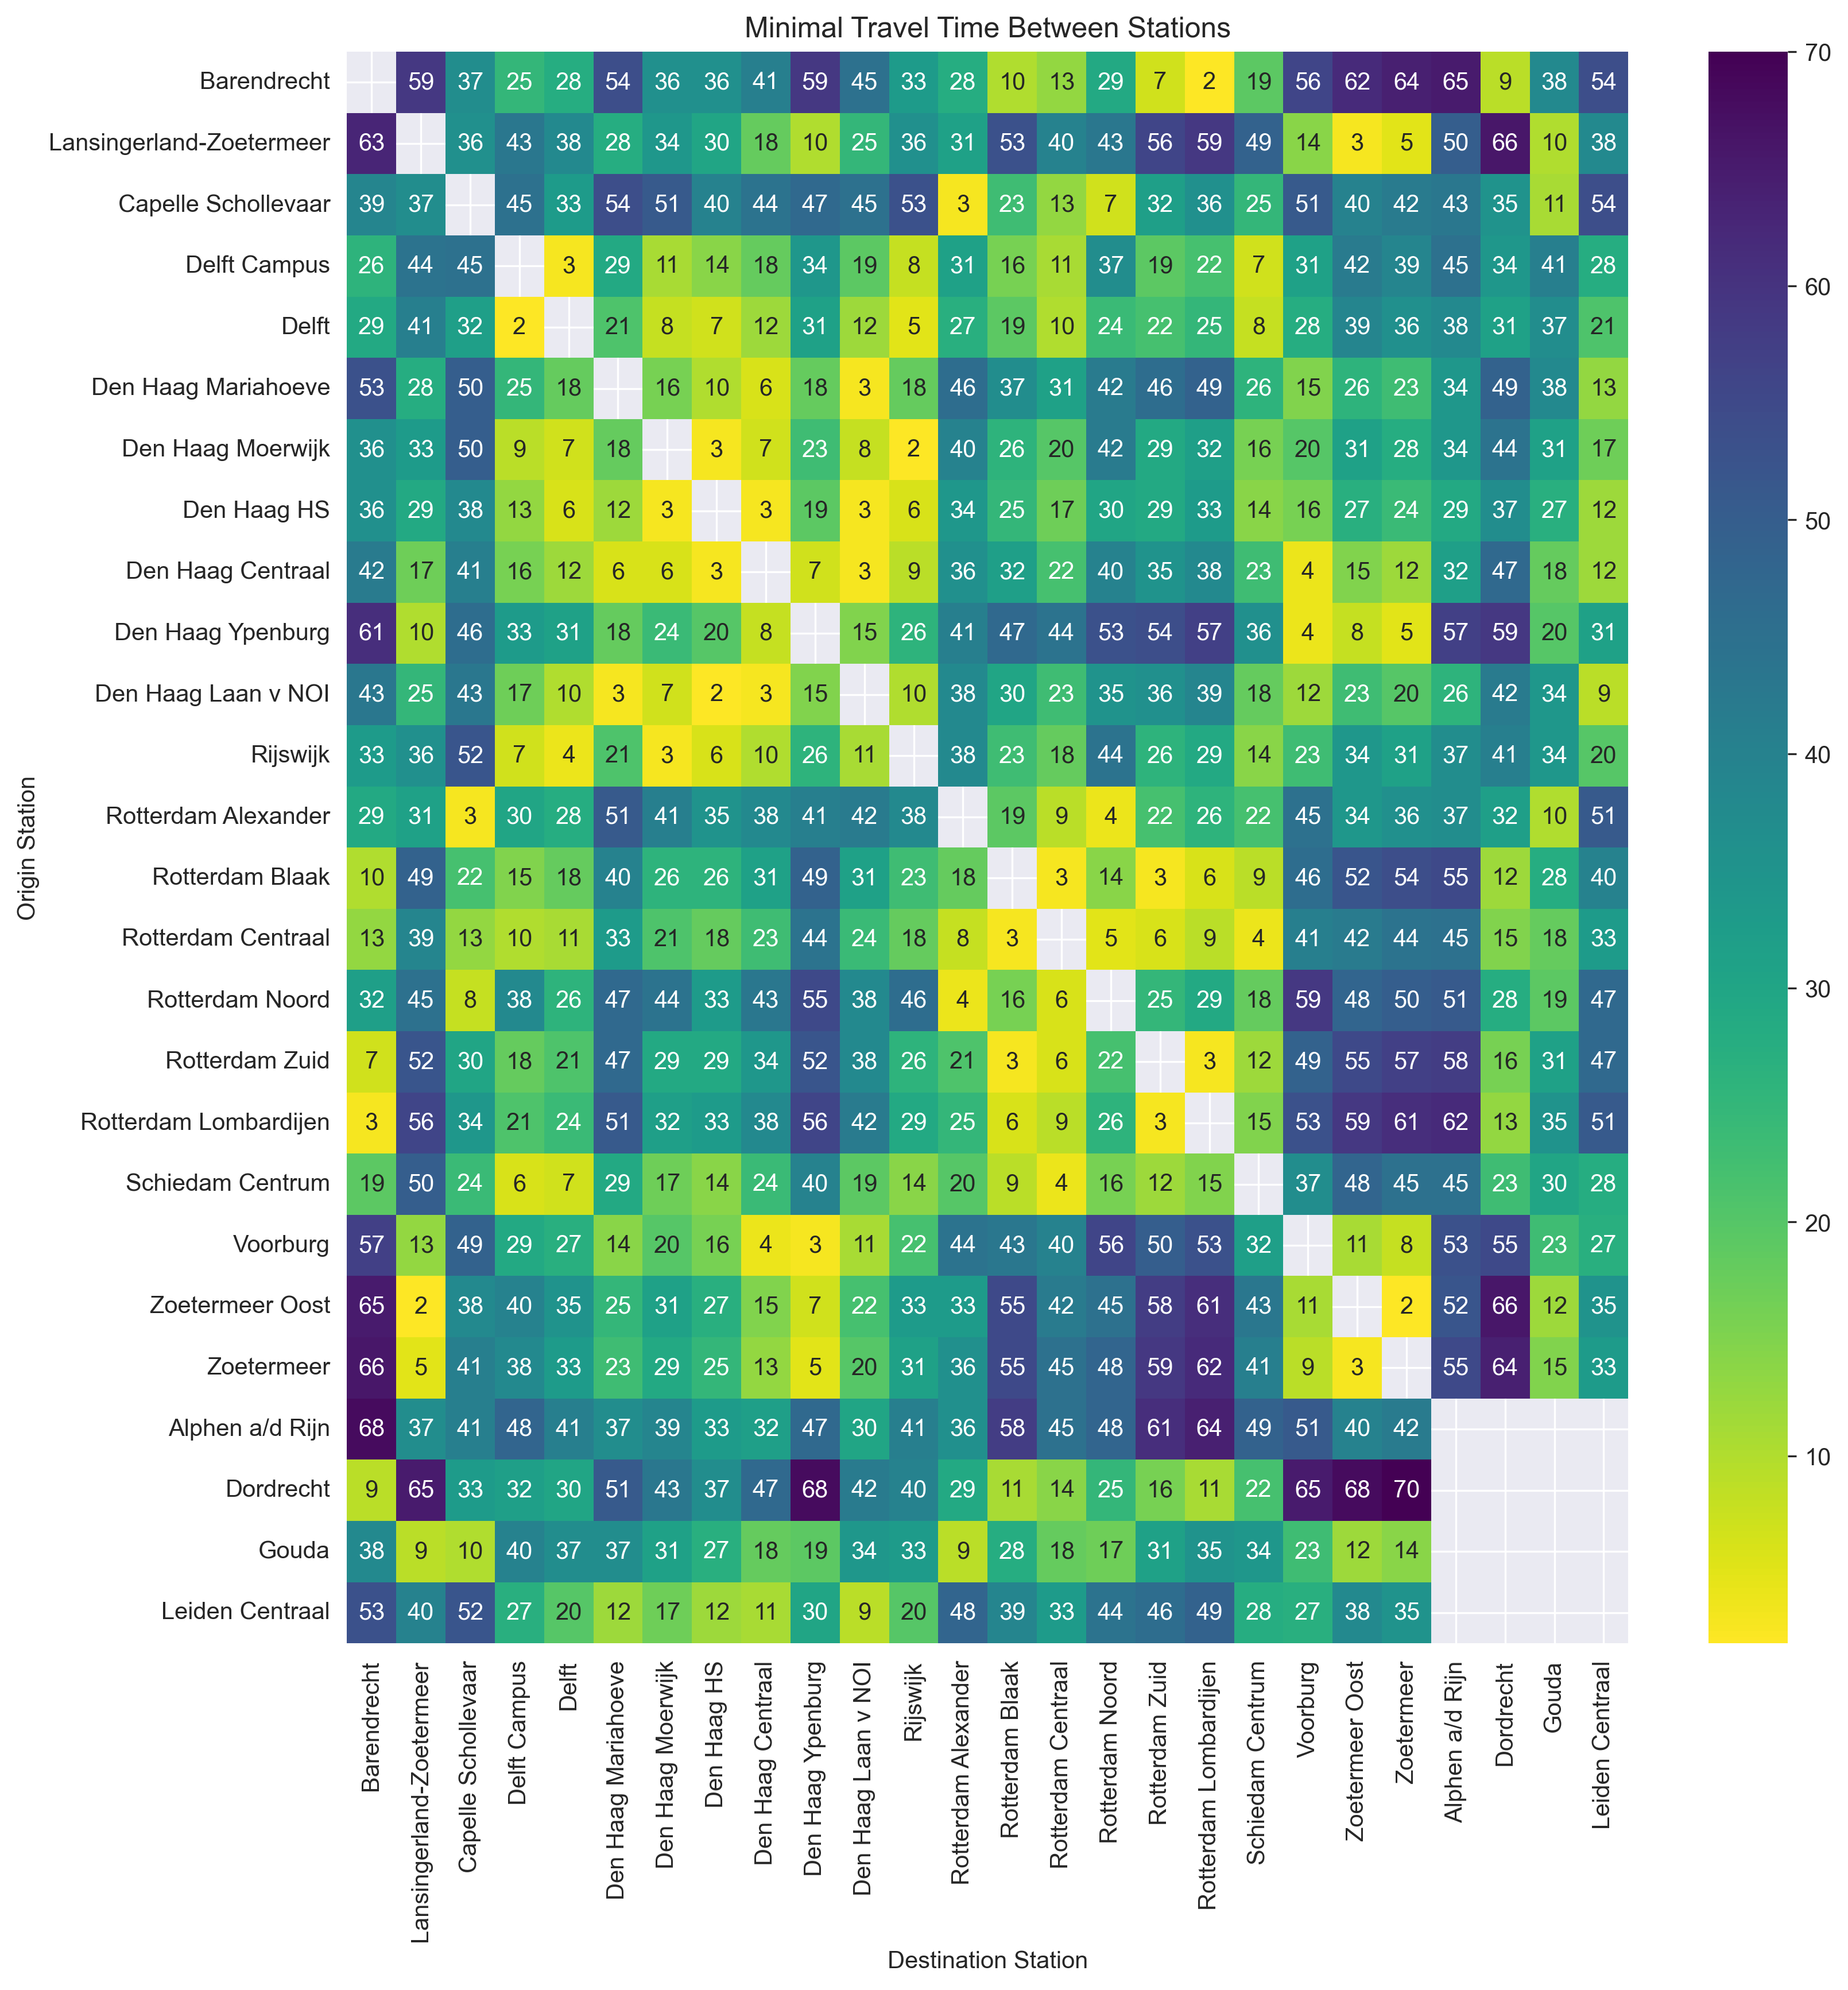 Minimal Travel Time Between Stations
Barendrecht 59 37 25 28 54 36 36 41 59 45 33 28 10 13 29 7 2 19 56 62 64 65 9 38 54
Lansingerland-Zoetermeer 63 36 43 38 28 34 30 18 10 25 36 31 53 40 43 56 59 49 14 3 5 50 66 10 38
Capelle Schollevaar 39 37 45 33 54 51 40 44 47 45 53 3 23 13 7 32 36 25 51 40 42 43 35 11 54
Delft Campus 26 44 45 3 29 11 14 18 34 19 8 31 16 11 37 19 22 7 31 42 39 45 34 41 28
Delft 29 41 32 2 21 8 7 12 31 12 5 27 19 10 24 22 25 8 28 39 36 38 31 37 21
Den Haag Mariahoeve 53 28 50 25 18 16 10 6 18 3 18 46 37 31 42 46 49 26 15 26 23 34 49 38 13
Den Haag Moerwijk 36 33 50 9 7 18 3 7 23 8 2 40 26 20 42 29 32 16 20 31 28 34 44 31 17
Den Haag HS 36 29 38 13 6 12 3 3 19 3 6 34 25 17 30 29 33 14 16 27 24 29 37 27 12
Den Haag Centraal 42 17 41 16 12 6 6 3 7 3 9 36 32 22 40 35 38 23 4 15 12 32 47 18 12
Den Haag Ypenburg 61 10 46 33 31 18 24 20 8 15 26 41 47 44 53 54 57 36 4 8 5 57 59 20 31
Den Haag Laan v NOI 43 25 43 17 10 3 7 2 3 15 10 38 30 23 35 36 39 18 12 23 20 26 42 34 9
Rijswijk 33 36 52 7 4 21 3 6 10 26 11 38 23 18 44 26 29 14 23 34 31 37 41 34 20
Rotterdam Alexander 29 31 3 30 28 51 41 35 38 41 42 38 19 9 4 22 26 22 45 34 36 37 32 10 51
Rotterdam Blaak 10 49 22 15 18 40 26 26 31 49 31 23 18 3 14 3 6 9 46 52 54 55 12 28 40
Rotterdam Centraal 13 39 13 10 11 33 21 18 23 44 24 18 8 3 5 6 9 4 41 42 44 45 15 18 33
Rotterdam Noord 32 45 8 38 26 47 44 33 43 55 38 46 4 16 6 25 29 18 59 48 50 51 28 19 47
Rotterdam Zuid 7 52 30 18 21 47 29 29 34 52 38 26 21 3 6 22 3 12 49 55 57 58 16 31 47
Rotterdam Lombardijen 3 56 34 21 24 51 32 33 38 56 42 29 25 6 9 26 3 15 53 59 61 62 13 35 51
Schiedam Centrum 19 50 24 6 7 29 17 14 24 40 19 14 20 9 4 16 12 15 37 48 45 45 23 30 28
Voorburg 57 13 49 29 27 14 20 16 4 3 11 22 44 43 40 56 50 53 32 11 8 53 55 23 27
Zoetermeer Oost 65 2 38 40 35 25 31 27 15 7 22 33 33 55 42 45 58 61 43 11 2 52 66 12 35
Zoetermeer 66 5 41 38 33 23 29 25 13 5 20 31 36 55 45 48 59 62 41 9 3 55 64 15 33
Alphen a/d Rijn 68 37 41 48 41 37 39 33 32 47 30 41 36 58 45 48 61 64 49 51 40 42
Dordrecht 9 65 33 32 30 51 43 37 47 68 42 40 29 11 14 25 16 11 22 65 68 70
Gouda 38 9 10 40 37 37 31 27 18 19 34 33 9 28 18 17 31 35 34 23 12 14
Leiden Centraal 53 40 52 27 20 12 17 12 11 30 9 20 48 39 33 44 46 49 28 27 38 35
Origin Station
Barendrecht
Lansingerland-Zoetermeer
Capelle Schollevaar
Delft Campus
Delft
Den Haag Mariahoeve
Den Haag Moerwijk
Den Haag HS
Den Haag Centraal
Den Haag Ypenburg
Den Haag Laan v NOI
Rijswijk
Rotterdam Alexander
Rotterdam Blaak
Rotterdam Centraal
Rotterdam Noord
Rotterdam Zuid
Rotterdam Lombardijen
Schiedam Centrum
Voorburg
Zoetermeer Oost
Zoetermeer
Alphen a/d Rijn
Dordrecht
Gouda
Leiden Centraal
Destination Station
70
60
50
40
30
20
10